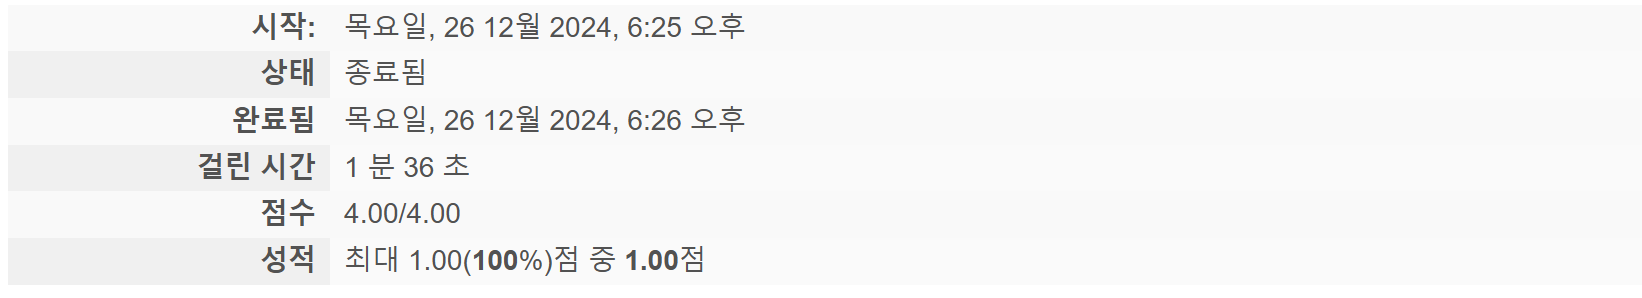 시작: 목요일, 26 12월 2024, 6:25 오후
상태 종료됨
완료됨 목요일, 26 12월 2024, 6:26 오후
걸린 시간 1 분 36 초
점수 4.00/4.00
성적 최대 1.00(100%)점 중 1.00점